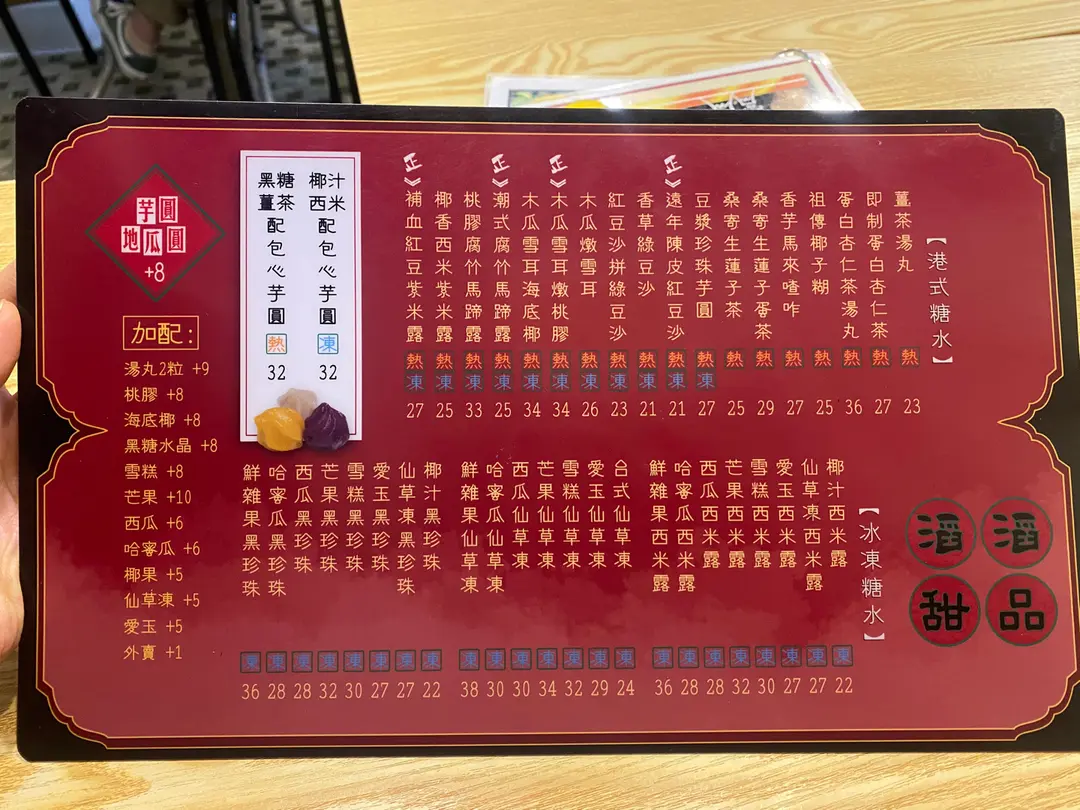 滔滔甜品
【港式糖水】
薑茶湯丸 熱 23
即制蛋白杏仁茶 熱 27
蛋白杏仁茶湯丸 熱 36
祖傳椰子糊 熱 25
香芋馬來喳咋 熱 27
桑寄生蓮子蛋茶 熱 29
桑寄生蓮子茶 熱 25
豆漿珍珠芋圓 熱 凍 27
正》遠年陳皮紅豆沙 熱 凍 21
香草綠豆沙 熱 凍 21
紅豆沙拼綠豆沙 熱 凍 23
木瓜燉雪耳 熱 凍 26
正》木瓜雪耳燉桃膠 熱 凍 34
木瓜雪耳海底椰 熱 凍 34
正》潮式腐竹馬蹄露 熱 凍 25
桃膠腐竹馬蹄露 熱 凍 33
椰香西米紫米露 熱 凍 25
正》補血紅豆紫米露 熱 凍 27
椰汁西米配包心芋圓 凍 32
黑糖薑茶配包心芋圓 熱 32
【冰凍糖水】
椰汁西米露 凍 22
仙草凍西米露 凍 27
愛玉西米露 凍 27
雪糕西米露 凍 30
芒果西米露 凍 32
西瓜西米露 凍 28
哈蜜瓜西米露 凍 28
鮮雜果西米露 凍 36
台式仙草凍 凍 24
愛玉仙草凍 凍 29
雪糕仙草凍 凍 32
芒果仙草凍 凍 34
西瓜仙草凍 凍 30
哈蜜瓜仙草凍 凍 30
鮮雜果仙草凍 凍 38
椰汁黑珍珠 凍 22
仙草凍黑珍珠 凍 27
愛玉黑珍珠 凍 27
雪糕黑珍珠 凍 30
芒果黑珍珠 凍 32
西瓜黑珍珠 凍 28
哈蜜瓜黑珍珠 凍 28
鮮雜果黑珍珠 凍 36
芋圓
地瓜圓
+8
加配:
湯丸2粒 +9
桃膠 +8
海底椰 +8
黑糖水晶 +8
雪糕 +8
芒果 +10
西瓜 +6
哈蜜瓜 +6
椰果 +5
仙草凍 +5
愛玉 +5
外賣 +1